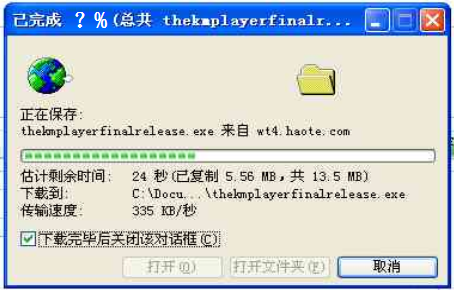 已完成 ？％(总共 thekmplayerfinalr...
正在保存:
thekmplayerfinalrelease.exe 来自 wt4.haote.com
估计剩余时间: 24 秒(已复制 5.56 MB，共 13.5 MB)
下载到: C:\Docu...\thekmplayerfinalrelease.exe
传输速度: 335 KB/秒
下载完毕后关闭该对话框(C)
打开(O) 打开文件夹(F) 取消